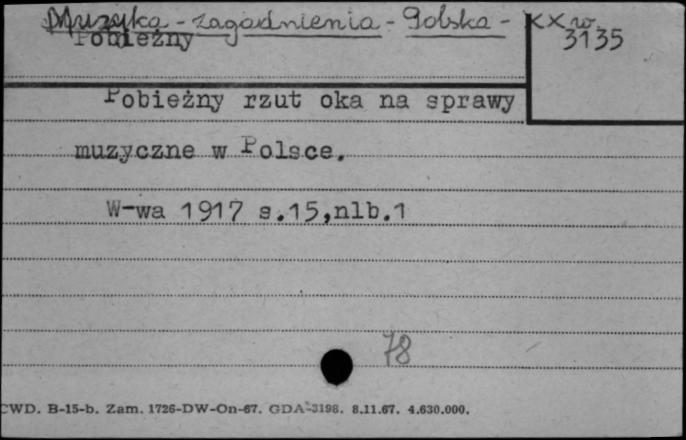 Muzyka - zagadnienia - Polska - XX w.
Pobieżny
3135
Pobieżny rzut oka na sprawy
muzyczne w Polsce.
W-wa 1917 s.15,nlb.1
78
CWD. B-15-b. Zam. 1726-DW-On-67. GDA-3198. 8.11.67. 4.630.000.